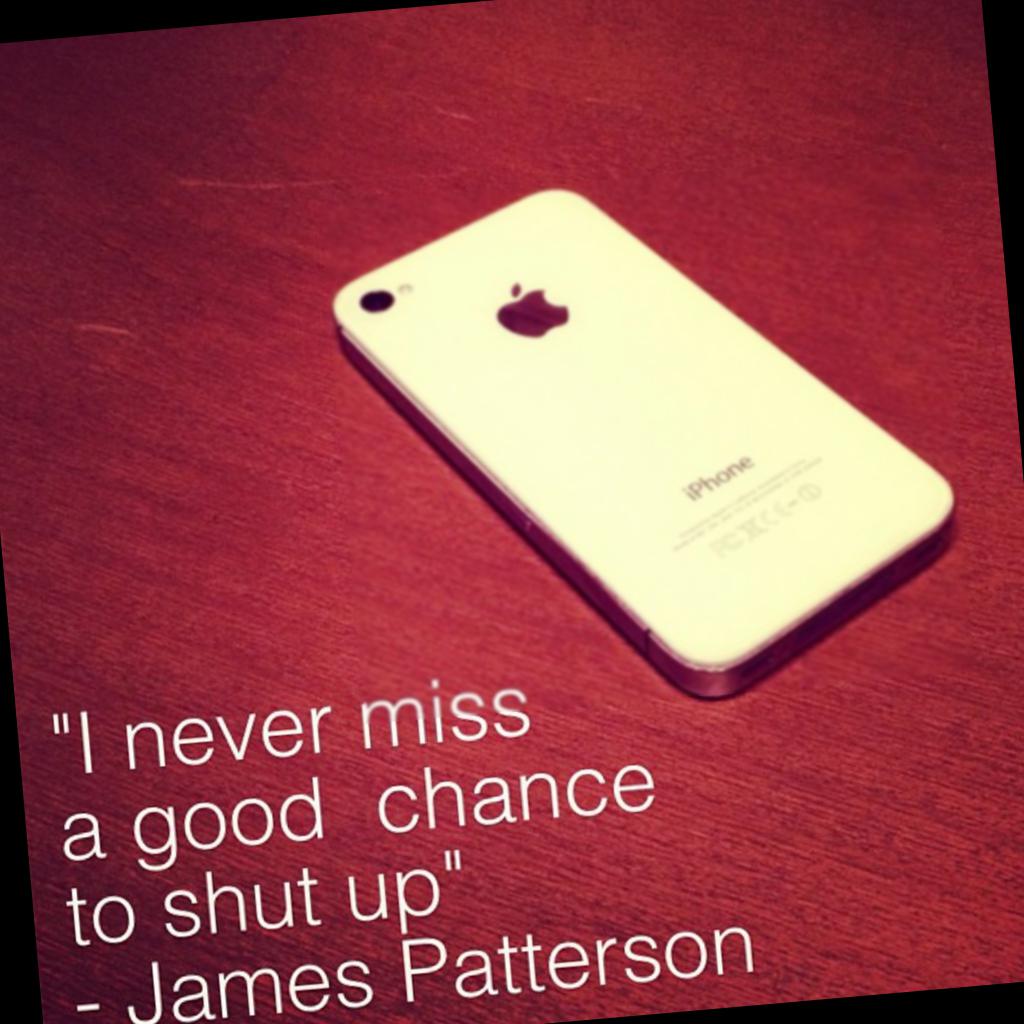 iPhone
"I never miss
a good chance
to shut up"
- James Patterson